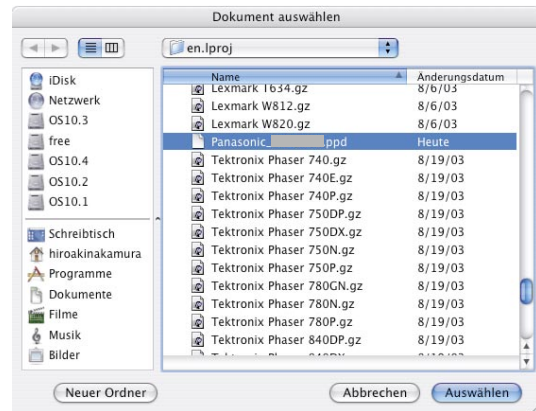 Dokument auswählen
en.lproj
iDisk
Netzwerk
OS10.3
free
OS10.4
OS10.2
OS10.1
Schreibtisch
hiroakinakamura
Programme
Dokumente
Filme
Musik
Bilder
Name Änderungsdatum
Lexmark T634.gz 8/6/03
Lexmark W812.gz 8/6/03
Lexmark W820.gz 8/6/03
Panasonic_ .ppd Heute
Tektronix Phaser 740.gz 8/19/03
Tektronix Phaser 740E.gz 8/19/03
Tektronix Phaser 740P.gz 8/19/03
Tektronix Phaser 750DP.gz 8/19/03
Tektronix Phaser 750DX.gz 8/19/03
Tektronix Phaser 750N.gz 8/19/03
Tektronix Phaser 750P.gz 8/19/03
Tektronix Phaser 780GN.gz 8/19/03
Tektronix Phaser 780N.gz 8/19/03
Tektronix Phaser 780P.gz 8/19/03
Tektronix Phaser 840DP.gz 8/19/03
Neuer Ordner Abbrechen Auswählen